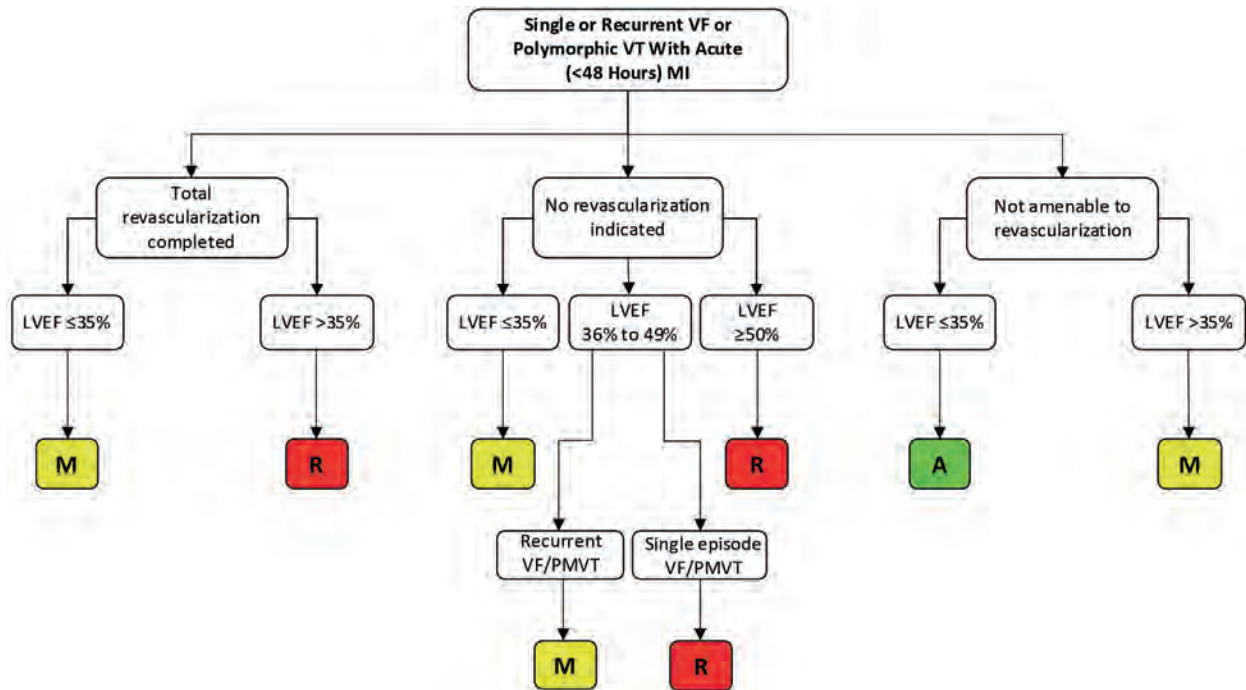 Single or Recurrent VF or
Polymorphic VT With Acute
(<48 Hours) MI
Total
revascularization
completed
No revascularization
indicated
Not amenable to
revascularization
LVEF ≤35%
LVEF >35%
LVEF ≤35%
LVEF
36% to 49%
LVEF
≥50%
LVEF ≤35%
LVEF >35%
M
R
M
R
A
M
Recurrent
VF/PMVT
Single episode
VF/PMVT
M
R